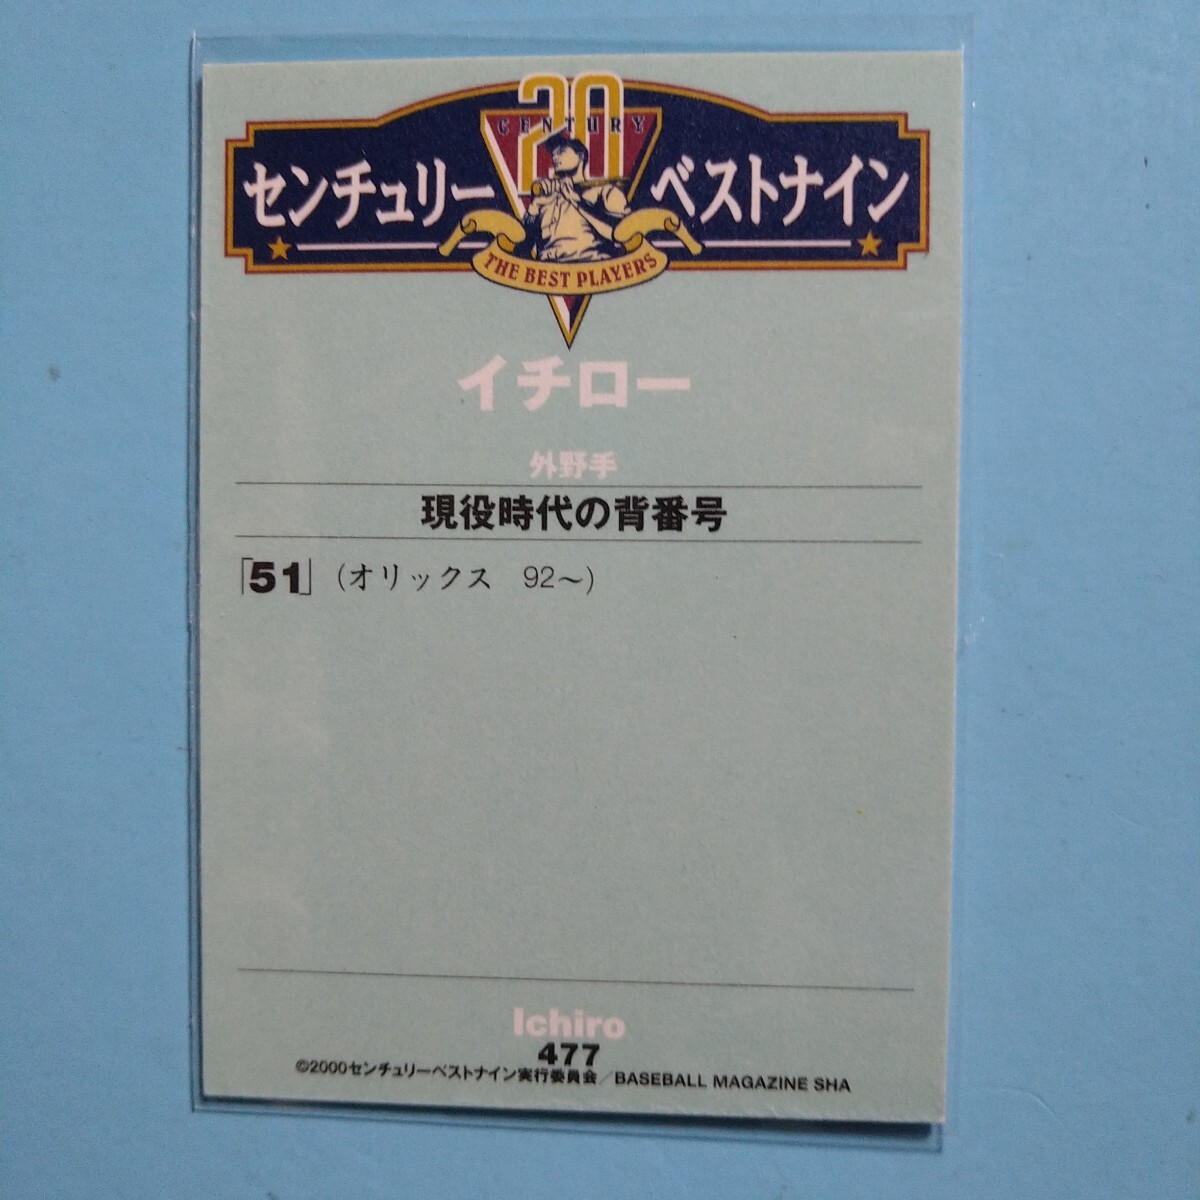 20
CENTURY
センチュリーベストナイン
THE BEST PLAYERS
イチロー
外野手
現役時代の背番号
「51」(オリックス 92〜)
Ichiro
477
©2000センチュリーベストナイン実行委員会/BASEBALL MAGAZINE SHA